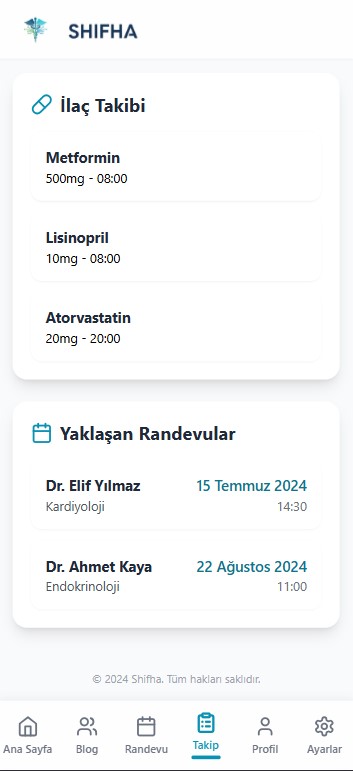 SHIFHA
İlaç Takibi
Metformin
500mg - 08:00
Lisinopril
10mg - 08:00
Atorvastatin
20mg - 20:00
Yaklaşan Randevular
Dr. Elif Yılmaz 15 Temmuz 2024
Kardiyoloji 14:30
Dr. Ahmet Kaya 22 Ağustos 2024
Endokrinoloji 11:00
© 2024 Shifha. Tüm hakları saklıdır.
Ana Sayfa Blog Randevu Takip Profil Ayarlar